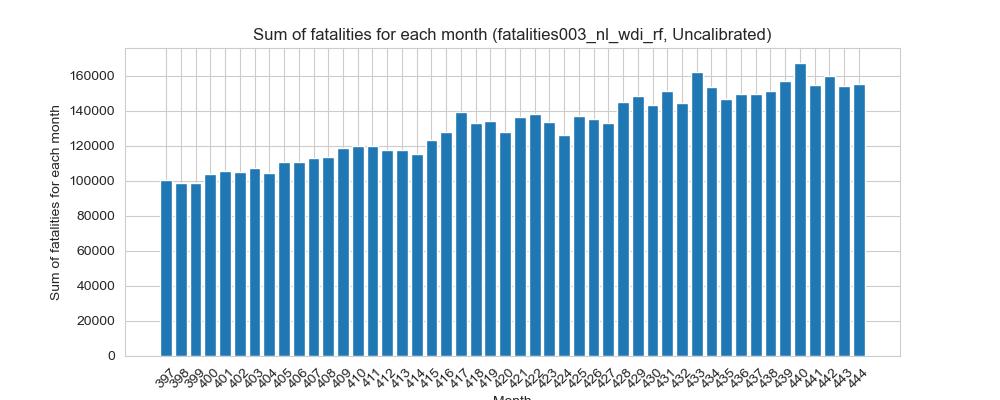 Sum of fatalities for each month (fatalities003_nl_wdi_rf, Uncalibrated)
Sum of fatalities for each month
160000
140000
120000
100000
80000
60000
40000
20000
0
397 398 399 400 401 402 403 404 405 406 407 408 409 410 411 412 413 414 415 416 417 418 419 420 421 422 423 424 425 426 427 428 429 430 431 432 433 434 435 436 437 438 439 440 441 442 443 444
Month